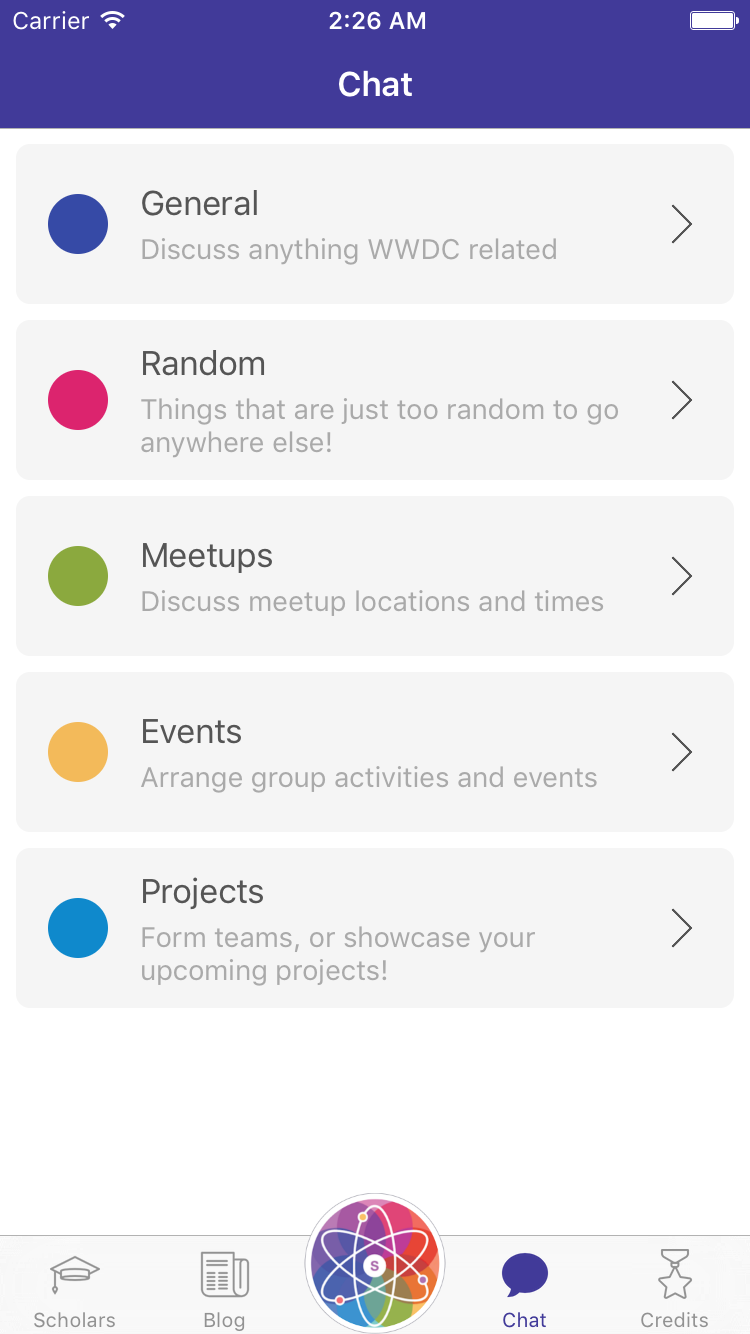 Carrier 2:26 AM
Chat
General
Discuss anything WWDC related
Random
Things that are just too random to go
anywhere else!
Meetups
Discuss meetup locations and times
Events
Arrange group activities and events
Projects
Form teams, or showcase your
upcoming projects!
S
Scholars Blog Chat Credits